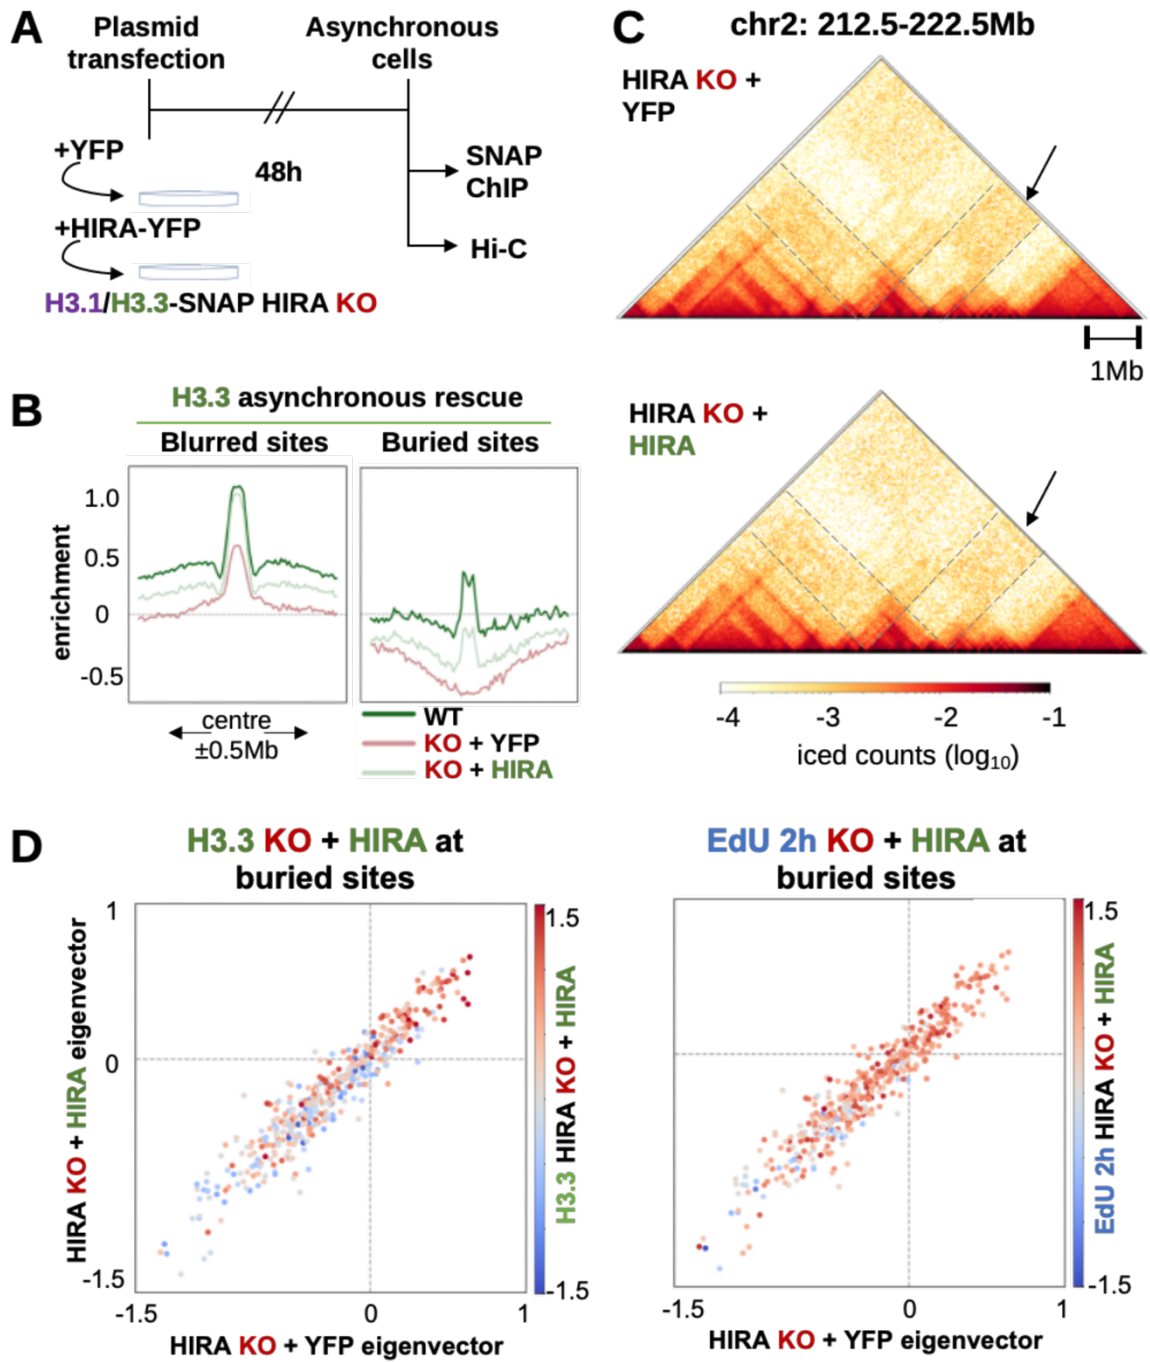 A
Plasmid
transfection
Asynchronous
cells
+YFP
48h
SNAP
ChIP
+HIRA-YFP
Hi-C
H3.1/H3.3-SNAP HIRA KO
B
H3.3 asynchronous rescue
Blurred sites
Buried sites
enrichment
1.0
0.5
0
-0.5
centre
±0.5Mb
WT
KO + YFP
KO + HIRA
C
chr2: 212.5-222.5Mb
HIRA KO +
YFP
1Mb
HIRA KO +
HIRA
-4
-3
-2
-1
iced counts (log10)
D
H3.3 KO + HIRA at
buried sites
HIRA KO + HIRA eigenvector
1
0
-1.5
-1.5
0
1
HIRA KO + YFP eigenvector
1.5
-1.5
H3.3 HIRA KO + HIRA
EdU 2h KO + HIRA at
buried sites
-1.5
0
1
HIRA KO + YFP eigenvector
1.5
-1.5
EdU 2h HIRA KO + HIRA